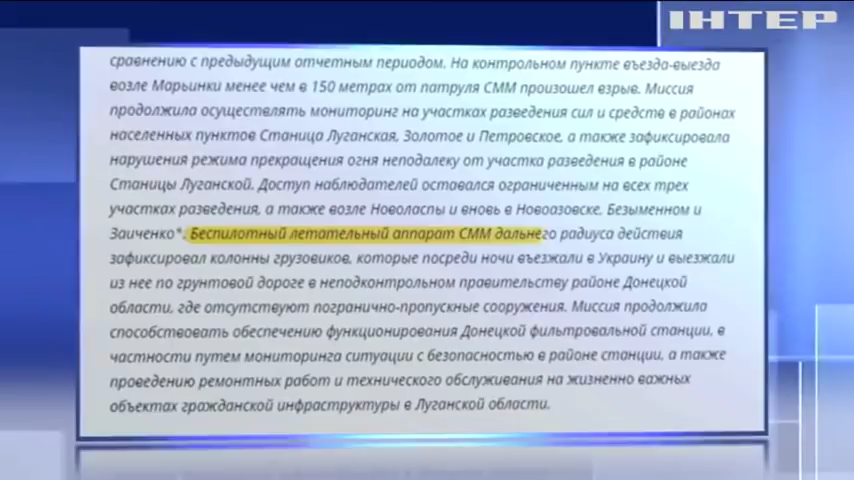 ІНТЕР
сравнению с предыдущим отчетным периодом. На контрольном пункте въезда-выезда
возле Марьинки менее чем в 150 метрах от патруля СММ произошел взрыв. Миссия
продолжила осуществлять мониторинг на участках разведения сил и средств в районах
населенных пунктов Станица Луганская, Золотое и Петровское, а также зафиксировала
нарушения режима прекращения огня неподалеку от участка разведения в районе
Станицы Луганской. Доступ наблюдателей оставался ограниченным на всех трех
участках разведения, а также возле Новоласпы и вновь в Новоазовске, Безыменном и
Заиченко*. Беспилотный летательный аппарат СММ дальнего радиуса действия
зафиксировал колонны грузовиков, которые посреди ночи въезжали в Украину и выезжали
из нее по грунтовой дороге в неподконтрольном правительству районе Донецкой
области, где отсутствуют погранично-пропускные сооружения. Миссия продолжила
способствовать обеспечению функционирования Донецкой фильтровальной станции, в
частности путем мониторинга ситуации с безопасностью в районе станции, а также
проведению ремонтных работ и технического обслуживания на жизненно важных
объектах гражданской инфраструктуры в Луганской области.